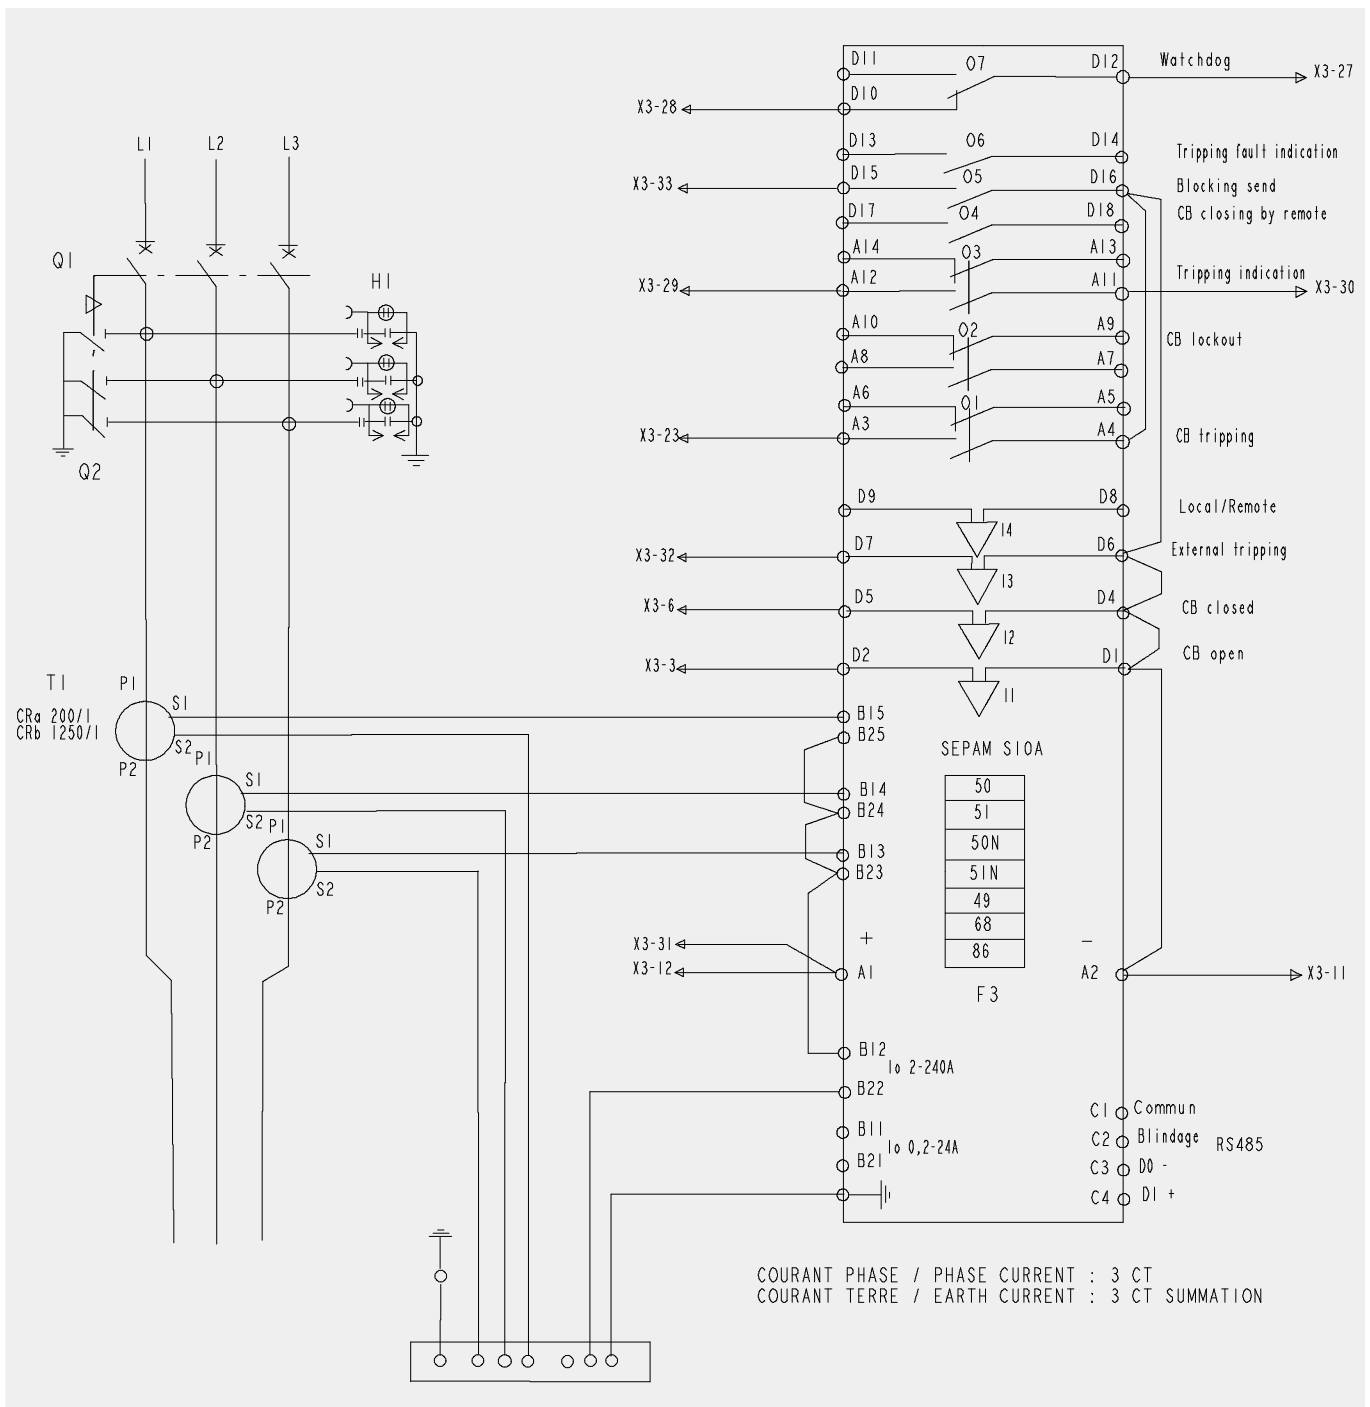 D11
O7
D12
Watchdog
X3-27
X3-28
D10
L1
L2
L3
D13
O6
D14
Tripping fault indication
X3-33
D15
O5
D16
Blocking send
D17
O4
D18
CB closing by remote
Q1
H1
A14
O3
A13
X3-29
A12
A11
Tripping indication
X3-30
A10
O2
A9
CB lockout
A8
A7
A6
O1
A5
X3-23
A3
A4
CB tripping
Q2
D9
D8
Local/Remote
I4
X3-32
D7
D6
External tripping
I3
X3-6
D5
D4
CB closed
I2
X3-3
D2
D1
CB open
I1
T1
P1
S1
CRa 200/1
CRb 1250/1
S2
P2
B15
B25
SEPAM S10A
P1
S1
S2
P2
B14
B24
50
51
50N
51N
49
68
86
P1
S1
S2
P2
B13
B23
X3-31
+
-
X3-12
A1
A2
X3-11
F3
B12
Io 2-240A
B22
B11
Io 0,2-24A
B21
C1 Commun
C2 Blindage
RS485
C3 D0 -
C4 D1 +
COURANT PHASE / PHASE CURRENT : 3 CT
COURANT TERRE / EARTH CURRENT : 3 CT SUMMATION